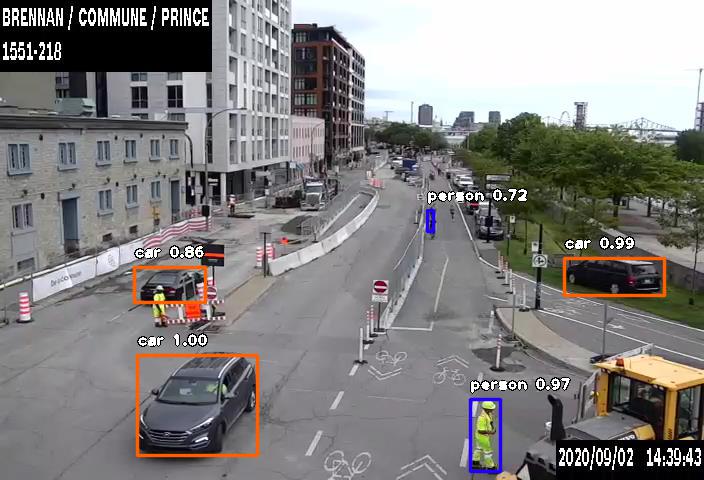 BRENNAN / COMMUNE / PRINCE
1551-218
person 0.72
car 0.99
car 0.86
car 1.00
person 0.97
2020/09/02 14:39:43